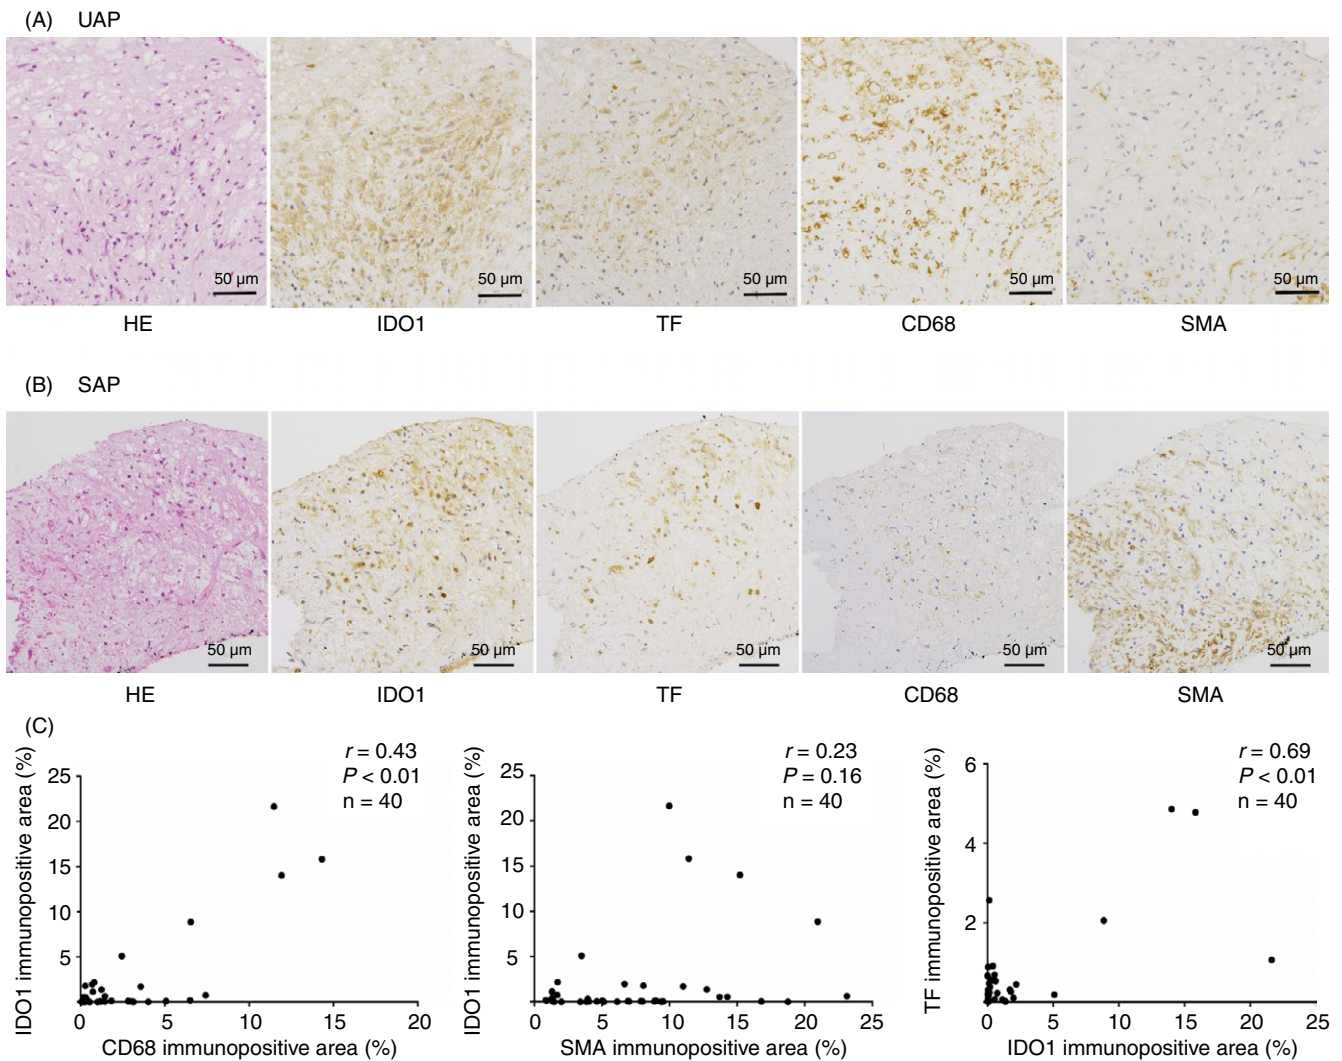 (A) UAP
50 µm 50 µm 50 µm 50 µm 50 µm
HE IDO1 TF CD68 SMA
(B) SAP
50 µm 50 µm 50 µm 50 µm 50 µm
HE IDO1 TF CD68 SMA
(C)
IDO1 immunopositive area (%)
r = 0.43
P < 0.01
n = 40
25
20
15
10
5
0 5 10 15 20
CD68 immunopositive area (%)
IDO1 immunopositive area (%)
r = 0.23
P = 0.16
n = 40
25
20
15
10
5
0 5 10 15 20 25
SMA immunopositive area (%)
TF immunopositive area (%)
r = 0.69
P < 0.01
n = 40
6
4
2
0 5 10 15 20 25
IDO1 immunopositive area (%)